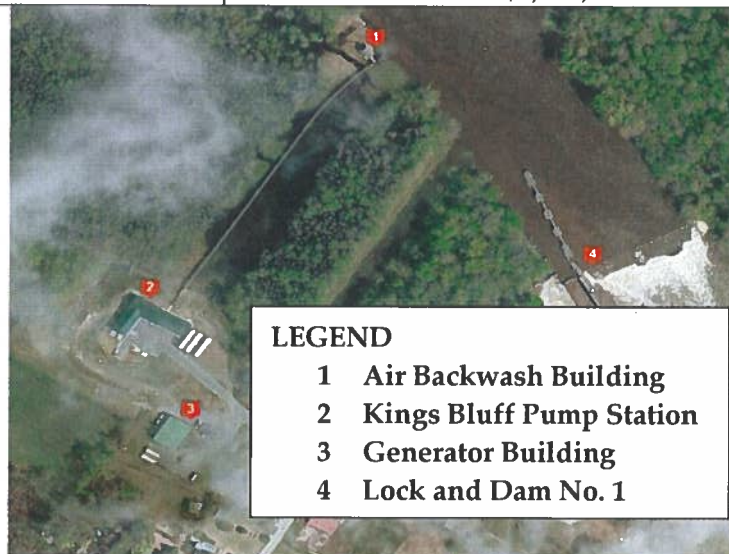 1
2
4
3
LEGEND
1 Air Backwash Building
2 Kings Bluff Pump Station
3 Generator Building
4 Lock and Dam No. 1